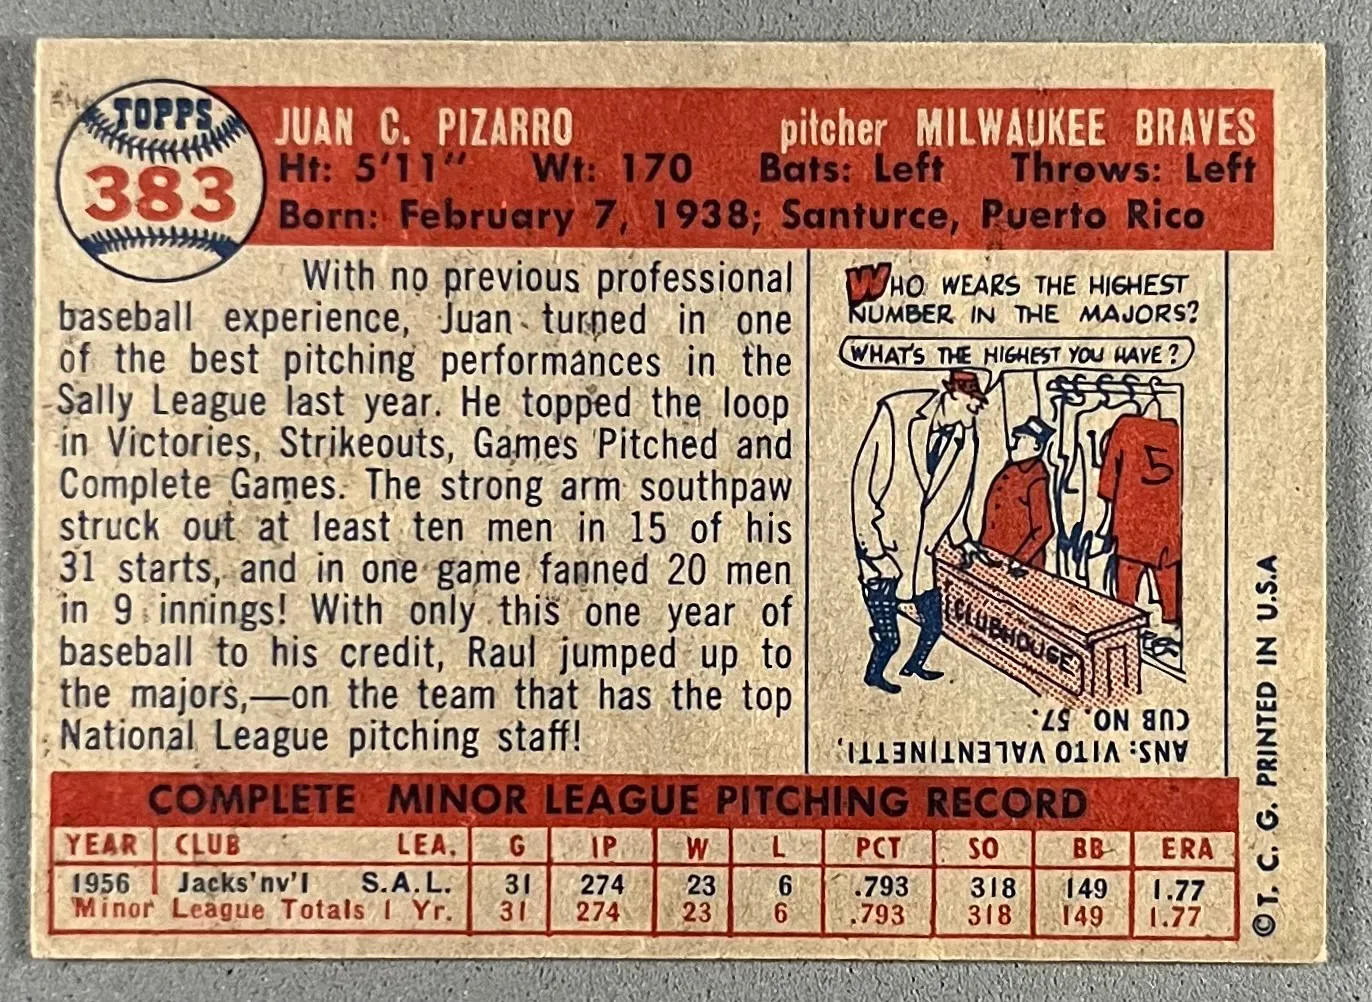 TOPPS
383
JUAN C. PIZARRO pitcher MILWAUKEE BRAVES
Ht: 5'11" Wt: 170 Bats: Left Throws: Left
Born: February 7, 1938; Santurce, Puerto Rico
With no previous professional
baseball experience, Juan turned in one
of the best pitching performances in the
Sally League last year. He topped the loop
in Victories, Strikeouts, Games Pitched and
Complete Games. The strong arm southpaw
struck out at least ten men in 15 of his
31 starts, and in one game fanned 20 men
in 9 innings! With only this one year of
baseball to his credit, Raul jumped up to
the majors,—on the team that has the top
National League pitching staff!
WHO WEARS THE HIGHEST
NUMBER IN THE MAJORS?
WHAT'S THE HIGHEST YOU HAVE?
5
CLUBHOUSE
ANS: VITO VALENTINETTI,
CUB NO. 57.
COMPLETE MINOR LEAGUE PITCHING RECORD
YEAR CLUB LEA. G IP W L PCT SO BB ERA
1956 Jacks'nv'l S.A.L. 31 274 23 6 .793 318 149 1.77
Minor League Totals 1 Yr. 31 274 23 6 .793 318 149 1.77
©T. C. G. PRINTED IN U.S.A